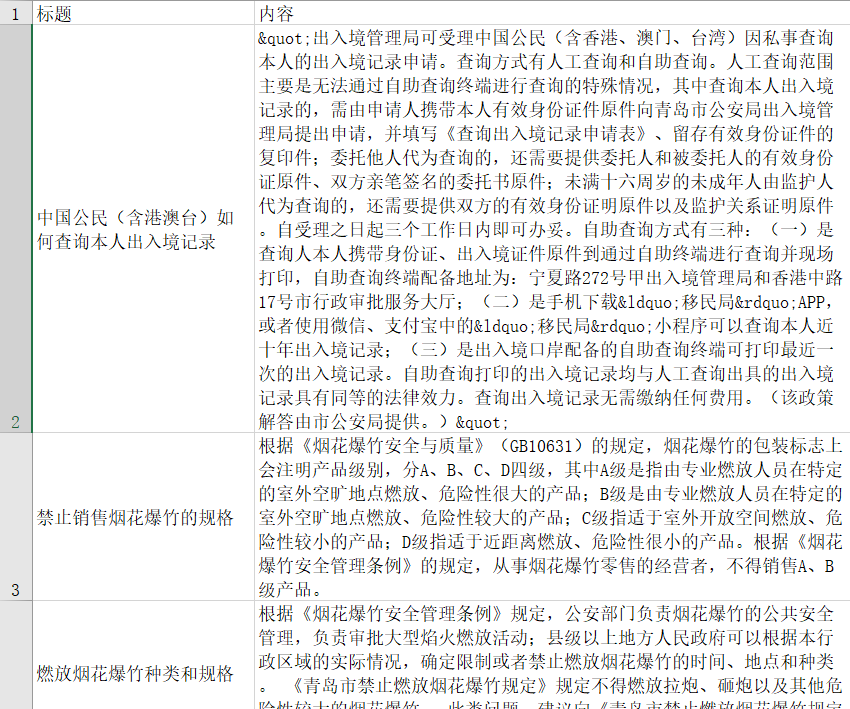 1 标题 内容
&quot;出入境管理局可受理中国公民（含香港、澳门、台湾）因私事查询
本人的出入境记录申请。查询方式有人工查询和自助查询。人工查询范围
主要是无法通过自助查询终端进行查询的特殊情况，其中查询本人出入境
记录的，需由申请人携带本人有效身份证件原件向青岛市公安局出入境管
理局提出申请，并填写《查询出入境记录申请表》、留存有效身份证件的
复印件；委托他人代为查询的，还需要提供委托人和被委托人的有效身份
证原件、双方亲笔签名的委托书原件；未满十六周岁的未成年人由监护人
代为查询的，还需要提供双方的有效身份证明原件以及监护关系证明原件
中国公民（含港澳台）如
何查询本人出入境记录
。自受理之日起三个工作日内即可办妥。自助查询方式有三种：（一）是
查询人本人携带身份证、出入境证件原件到通过自助终端进行查询并现场
打印，自助查询终端配备地址为：宁夏路272号甲出入境管理局和香港中路
17号市行政审批服务大厅；（二）是手机下载&ldquo;移民局&rdquo;APP，
或者使用微信、支付宝中的&ldquo;移民局&rdquo;小程序可以查询本人近
十年出入境记录；（三）是出入境口岸配备的自助查询终端可打印最近一
次的出入境记录。自助查询打印的出入境记录均与人工查询出具的出入境
记录具有同等的法律效力。查询出入境记录无需缴纳任何费用。（该政策
2 解答由市公安局提供。）&quot;
根据《烟花爆竹安全与质量》（GB10631）的规定，烟花爆竹的包装标志上
会注明产品级别，分A、B、C、D四级，其中A级是指由专业燃放人员在特定
的室外空旷地点燃放、危险性很大的产品；B级是由专业燃放人员在特定的
禁止销售烟花爆竹的规格
室外空旷地点燃放、危险性较大的产品；C级指适于室外开放空间燃放、危
险性较小的产品；D级指适于近距离燃放、危险性很小的产品。根据《烟花
爆竹安全管理条例》的规定，从事烟花爆竹零售的经营者，不得销售A、B
3 级产品。
根据《烟花爆竹安全管理条例》规定，公安部门负责烟花爆竹的公共安全
管理，负责审批大型焰火燃放活动；县级以上地方人民政府可以根据本行
燃放烟花爆竹种类和规格
政区域的实际情况，确定限制或者禁止燃放烟花爆竹的时间、地点和种类
。 《青岛市禁止燃放烟花爆竹规定》规定不得燃放拉炮、砸炮以及其他危
险性较大的烟花爆竹。 此类问题，建议向《青岛市禁止燃放烟花爆竹规定